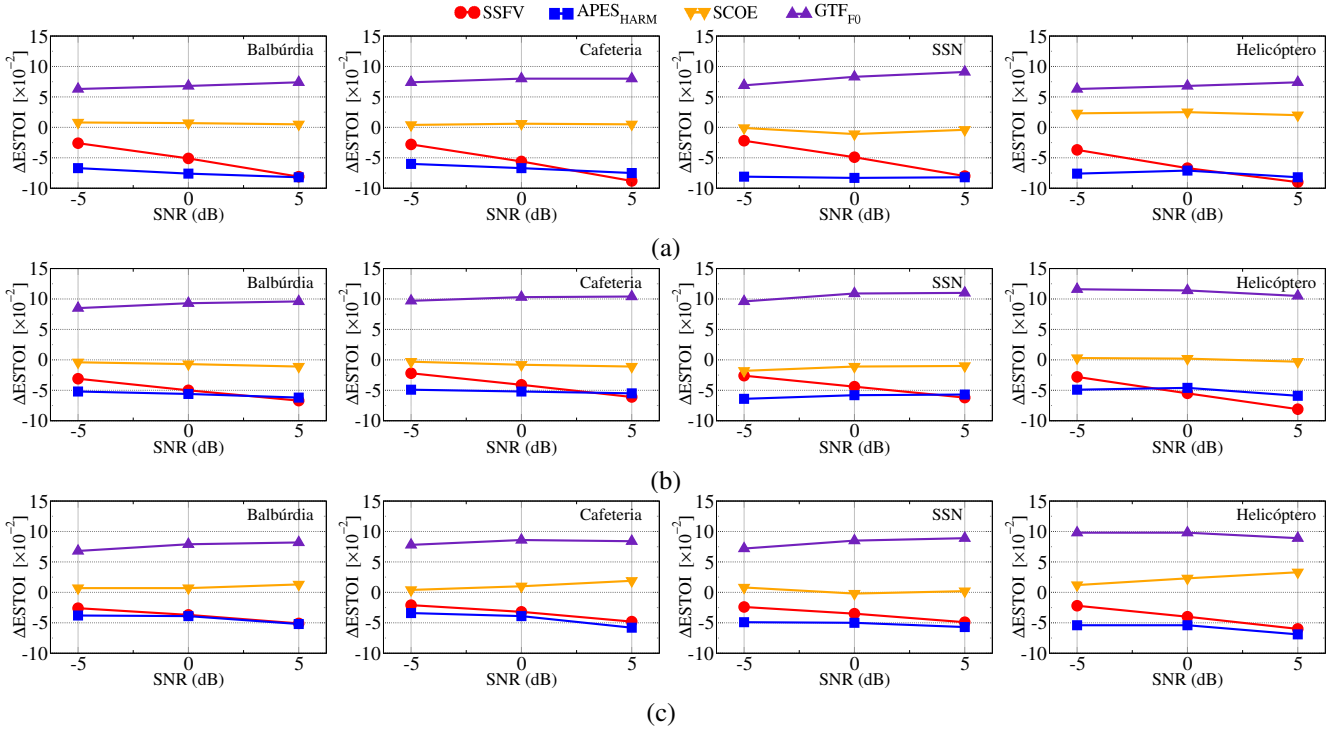 SSFV APES_HARM SCOE GTF_F0
15 10 5 0 -5 -10
ΔESTOI [×10⁻²]
Balbúrdia
-5 0 5
SNR (dB)
15 10 5 0 -5 -10
ΔESTOI [×10⁻²]
Cafeteria
-5 0 5
SNR (dB)
15 10 5 0 -5 -10
ΔESTOI [×10⁻²]
SSN
-5 0 5
SNR (dB)
15 10 5 0 -5 -10
ΔESTOI [×10⁻²]
Helicóptero
-5 0 5
SNR (dB)
(a)
15 10 5 0 -5 -10
ΔESTOI [×10⁻²]
Balbúrdia
-5 0 5
SNR (dB)
15 10 5 0 -5 -10
ΔESTOI [×10⁻²]
Cafeteria
-5 0 5
SNR (dB)
15 10 5 0 -5 -10
ΔESTOI [×10⁻²]
SSN
-5 0 5
SNR (dB)
15 10 5 0 -5 -10
ΔESTOI [×10⁻²]
Helicóptero
-5 0 5
SNR (dB)
(b)
15 10 5 0 -5 -10
ΔESTOI [×10⁻²]
Balbúrdia
-5 0 5
SNR (dB)
15 10 5 0 -5 -10
ΔESTOI [×10⁻²]
Cafeteria
-5 0 5
SNR (dB)
15 10 5 0 -5 -10
ΔESTOI [×10⁻²]
SSN
-5 0 5
SNR (dB)
15 10 5 0 -5 -10
ΔESTOI [×10⁻²]
Helicóptero
-5 0 5
SNR (dB)
(c)